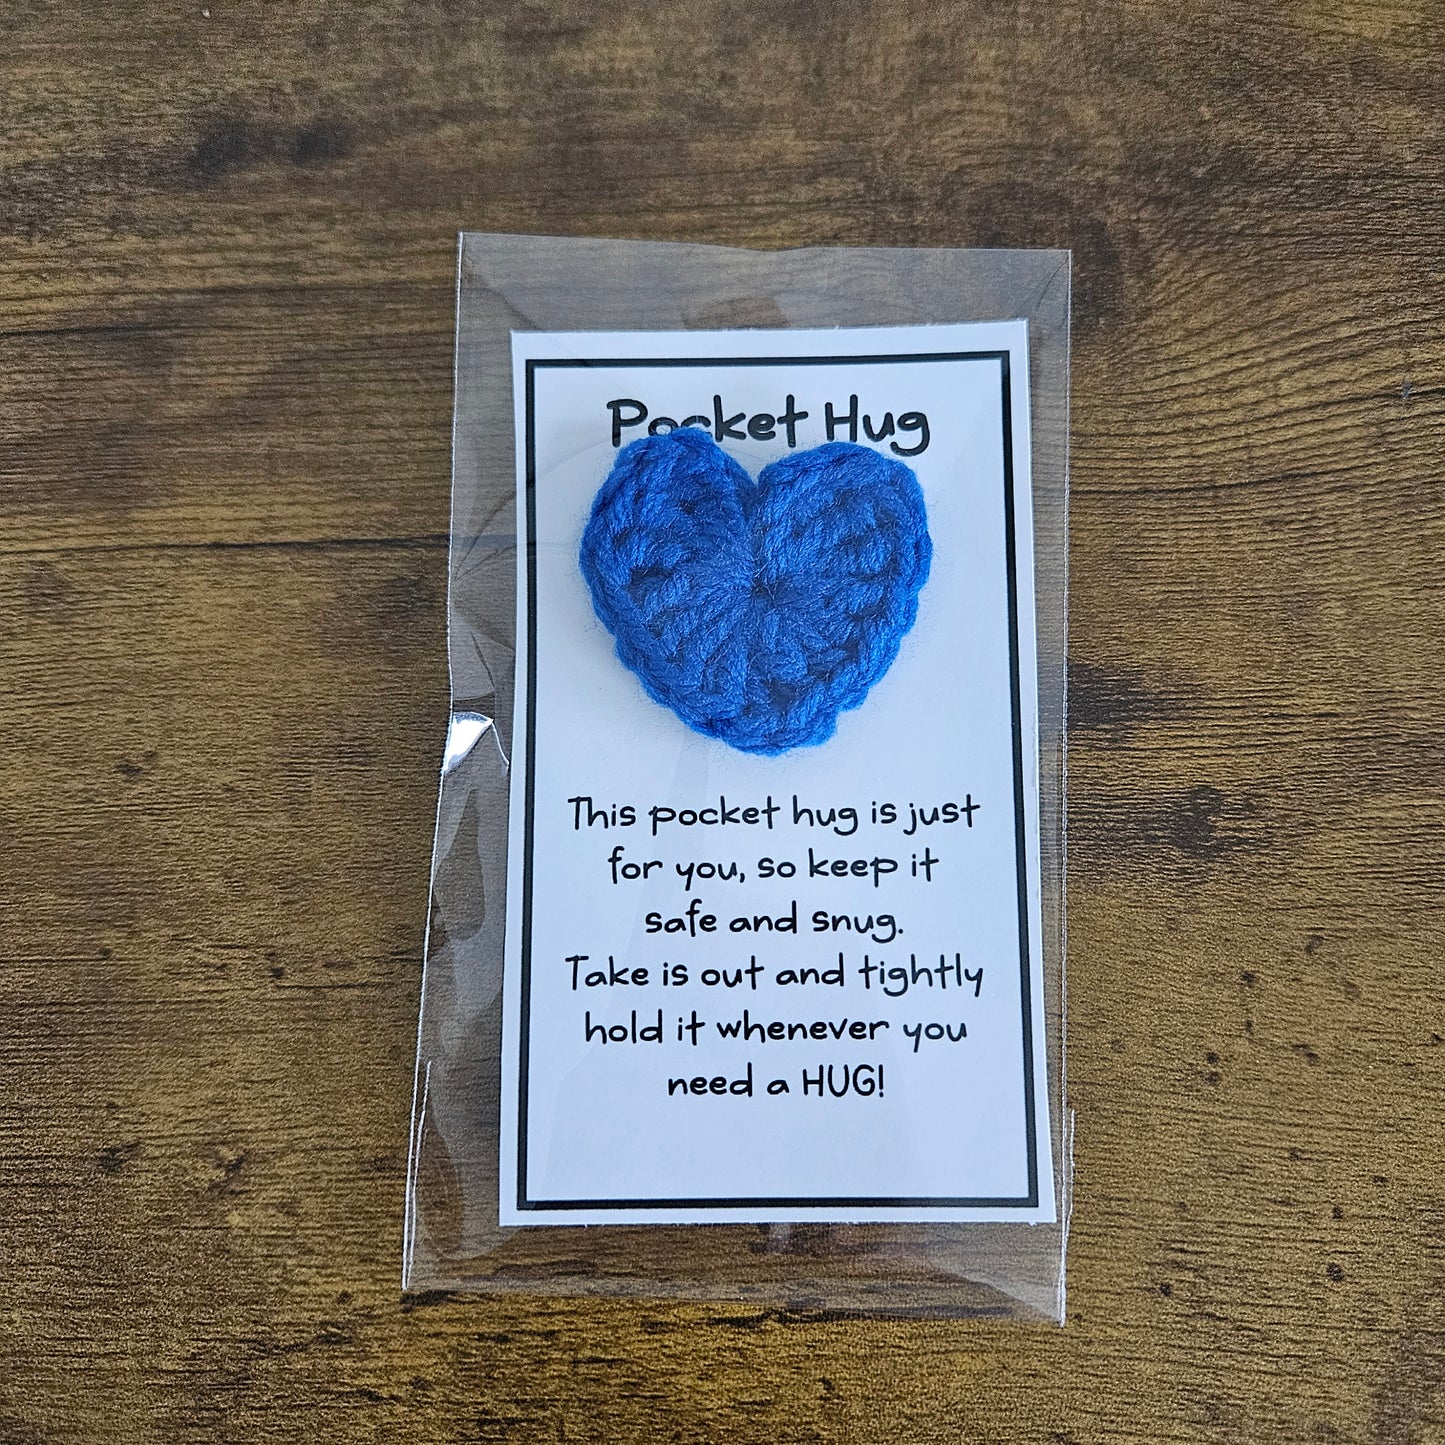 Pocket Hug
This pocket hug is just
for you, so keep it
safe and snug.
Take is out and tightly
hold it whenever you
need a HUG!